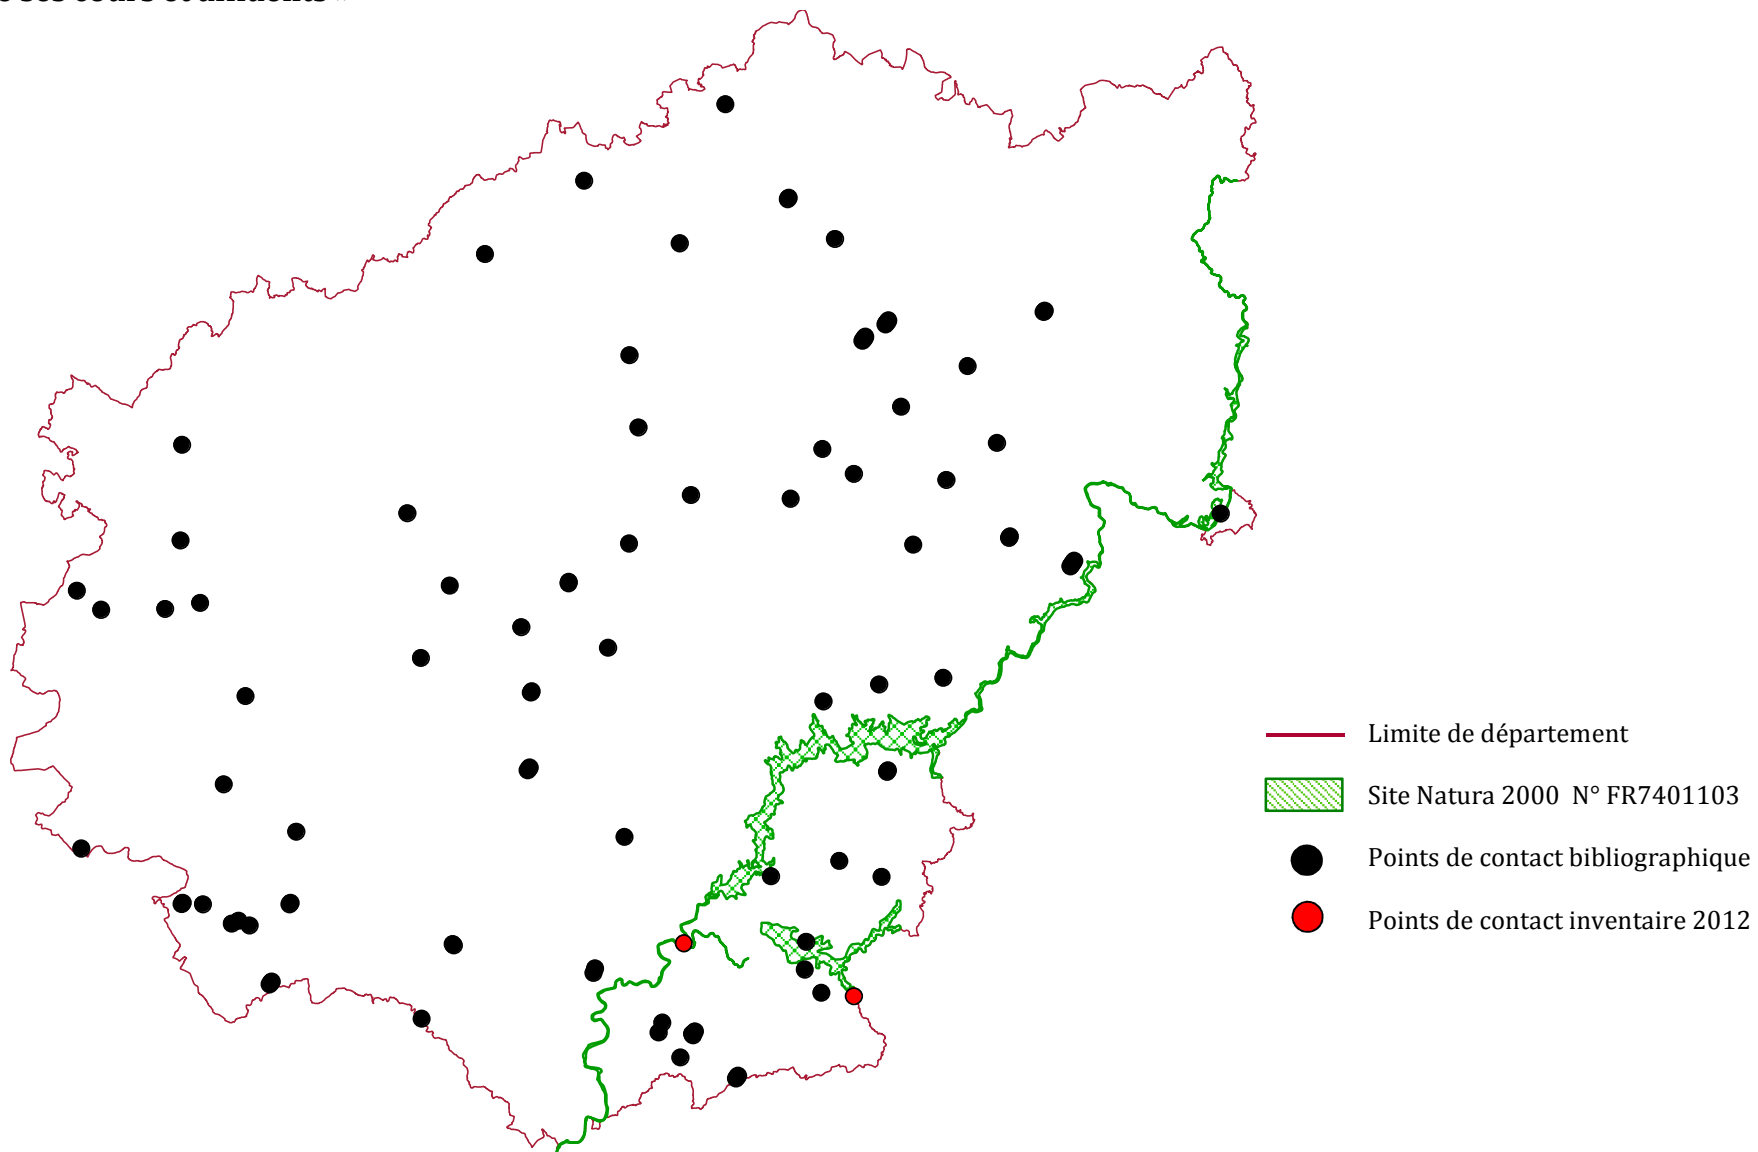 Limite de département
Site Natura 2000 N° FR7401103
Points de contact bibliographique
Points de contact inventaire 2012